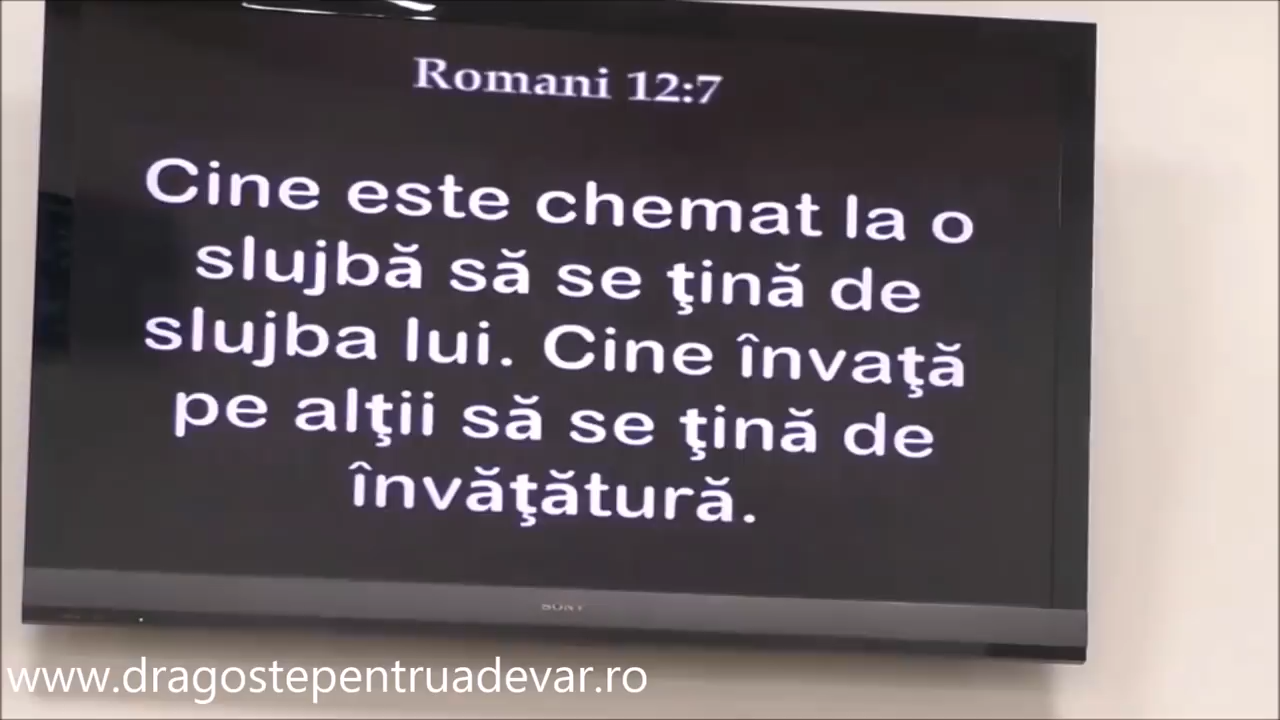 Romani 12:7
Cine este chemat la o
slujbă să se ţină de
slujba lui. Cine învaţă
pe alţii să se ţină de
învăţătură.
SONY
www.dragostepentruadevar.ro